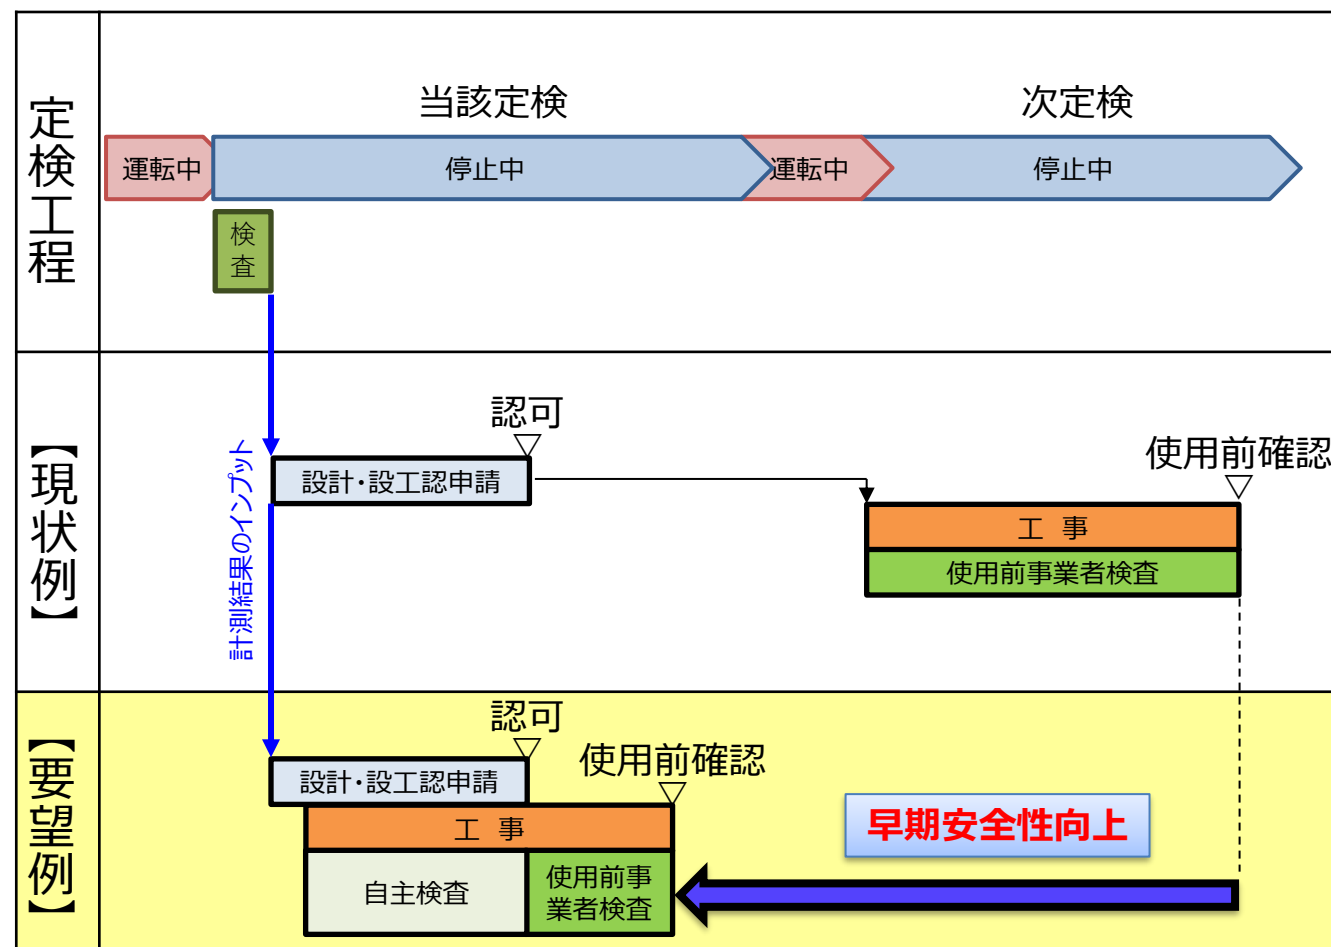 定検工程
当該定検
次定検
運転中
停止中
運転中
停止中
検
査
【現状例】
計測結果のインプット
認可
設計・設工認申請
使用前確認
工 事
使用前事業者検査
【要望例】
認可
設計・設工認申請
使用前確認
工 事
自主検査
使用前事
業者検査
早期安全性向上